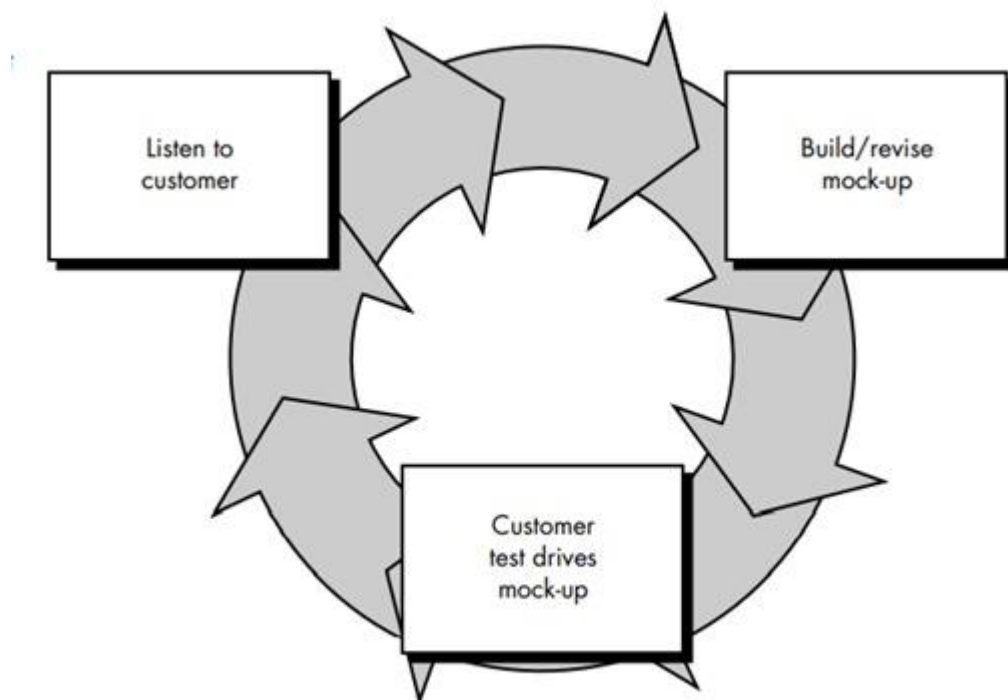 Listen to
customer
Build/revise
mock-up
Customer
test drives
mock-up